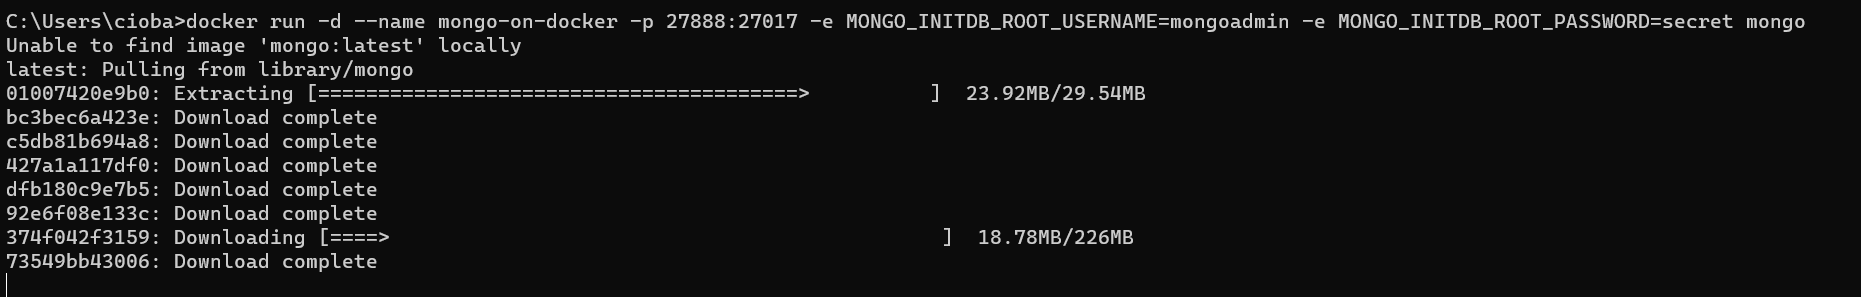 C:\Users\cioba>docker run -d --name mongo-on-docker -p 27888:27017 -e MONGO_INITDB_ROOT_USERNAME=mongoadmin -e MONGO_INITDB_ROOT_PASSWORD=secret mongo
Unable to find image 'mongo:latest' locally
latest: Pulling from library/mongo
01007420e9b0: Extracting [========================================>          ]  23.92MB/29.54MB
bc3bec6a423e: Download complete
c5db81b694a8: Download complete
427a1a117df0: Download complete
dfb180c9e7b5: Download complete
92e6f08e133c: Download complete
374f042f3159: Downloading [====>                                              ]  18.78MB/226MB
73549bb43006: Download complete